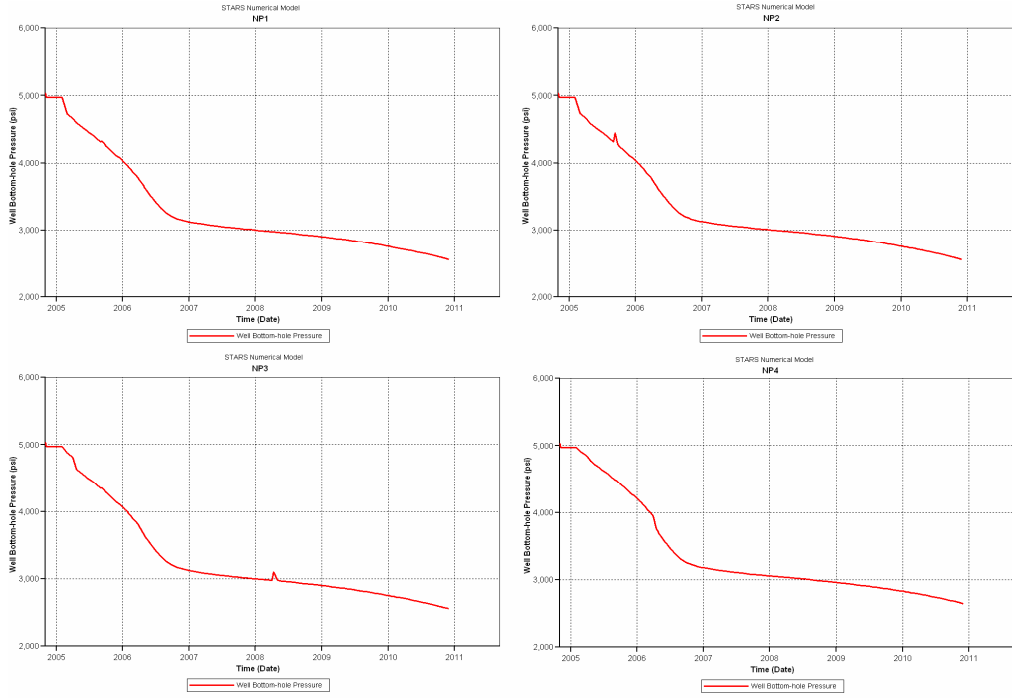 STARS Numerical Model
NP1
6,000
5,000
4,000
3,000
2,000
Well Bottom-hole Pressure (psi)
2005 2006 2007 2008 2009 2010 2011
Time (Date)
Well Bottom-hole Pressure
STARS Numerical Model
NP2
6,000
5,000
4,000
3,000
2,000
Well Bottom-hole Pressure (psi)
2005 2006 2007 2008 2009 2010 2011
Time (Date)
Well Bottom-hole Pressure
STARS Numerical Model
NP3
6,000
5,000
4,000
3,000
2,000
Well Bottom-hole Pressure (psi)
2005 2006 2007 2008 2009 2010 2011
Time (Date)
Well Bottom-hole Pressure
STARS Numerical Model
NP4
6,000
5,000
4,000
3,000
2,000
Well Bottom-hole Pressure (psi)
2005 2006 2007 2008 2009 2010 2011
Time (Date)
Well Bottom-hole Pressure